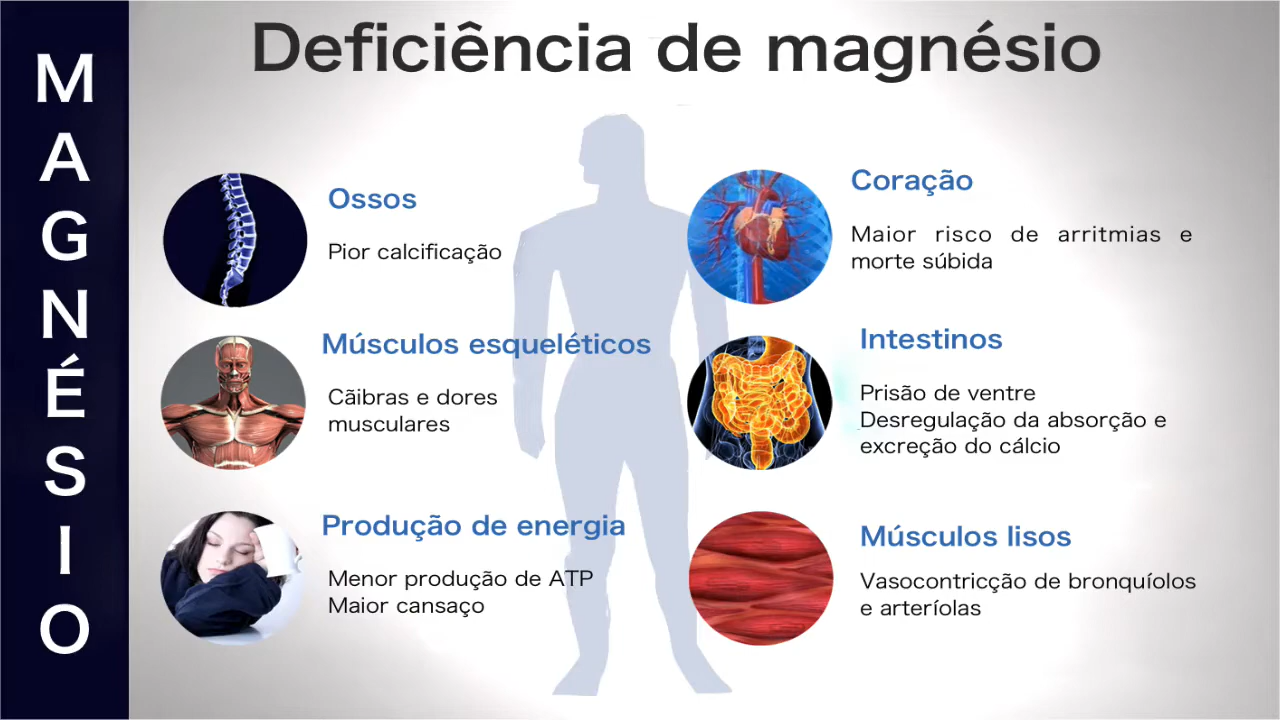 MAGNÉSIO
Deficiência de magnésio
Ossos
Pior calcificação
Músculos esqueléticos
Cãibras e dores
musculares
Produção de energia
Menor produção de ATP
Maior cansaço
Coração
Maior risco de arritmias e
morte súbida
Intestinos
Prisão de ventre
Desregulação da absorção e
excreção do cálcio
Músculos lisos
Vasocontricção de bronquíolos
e arteríolas